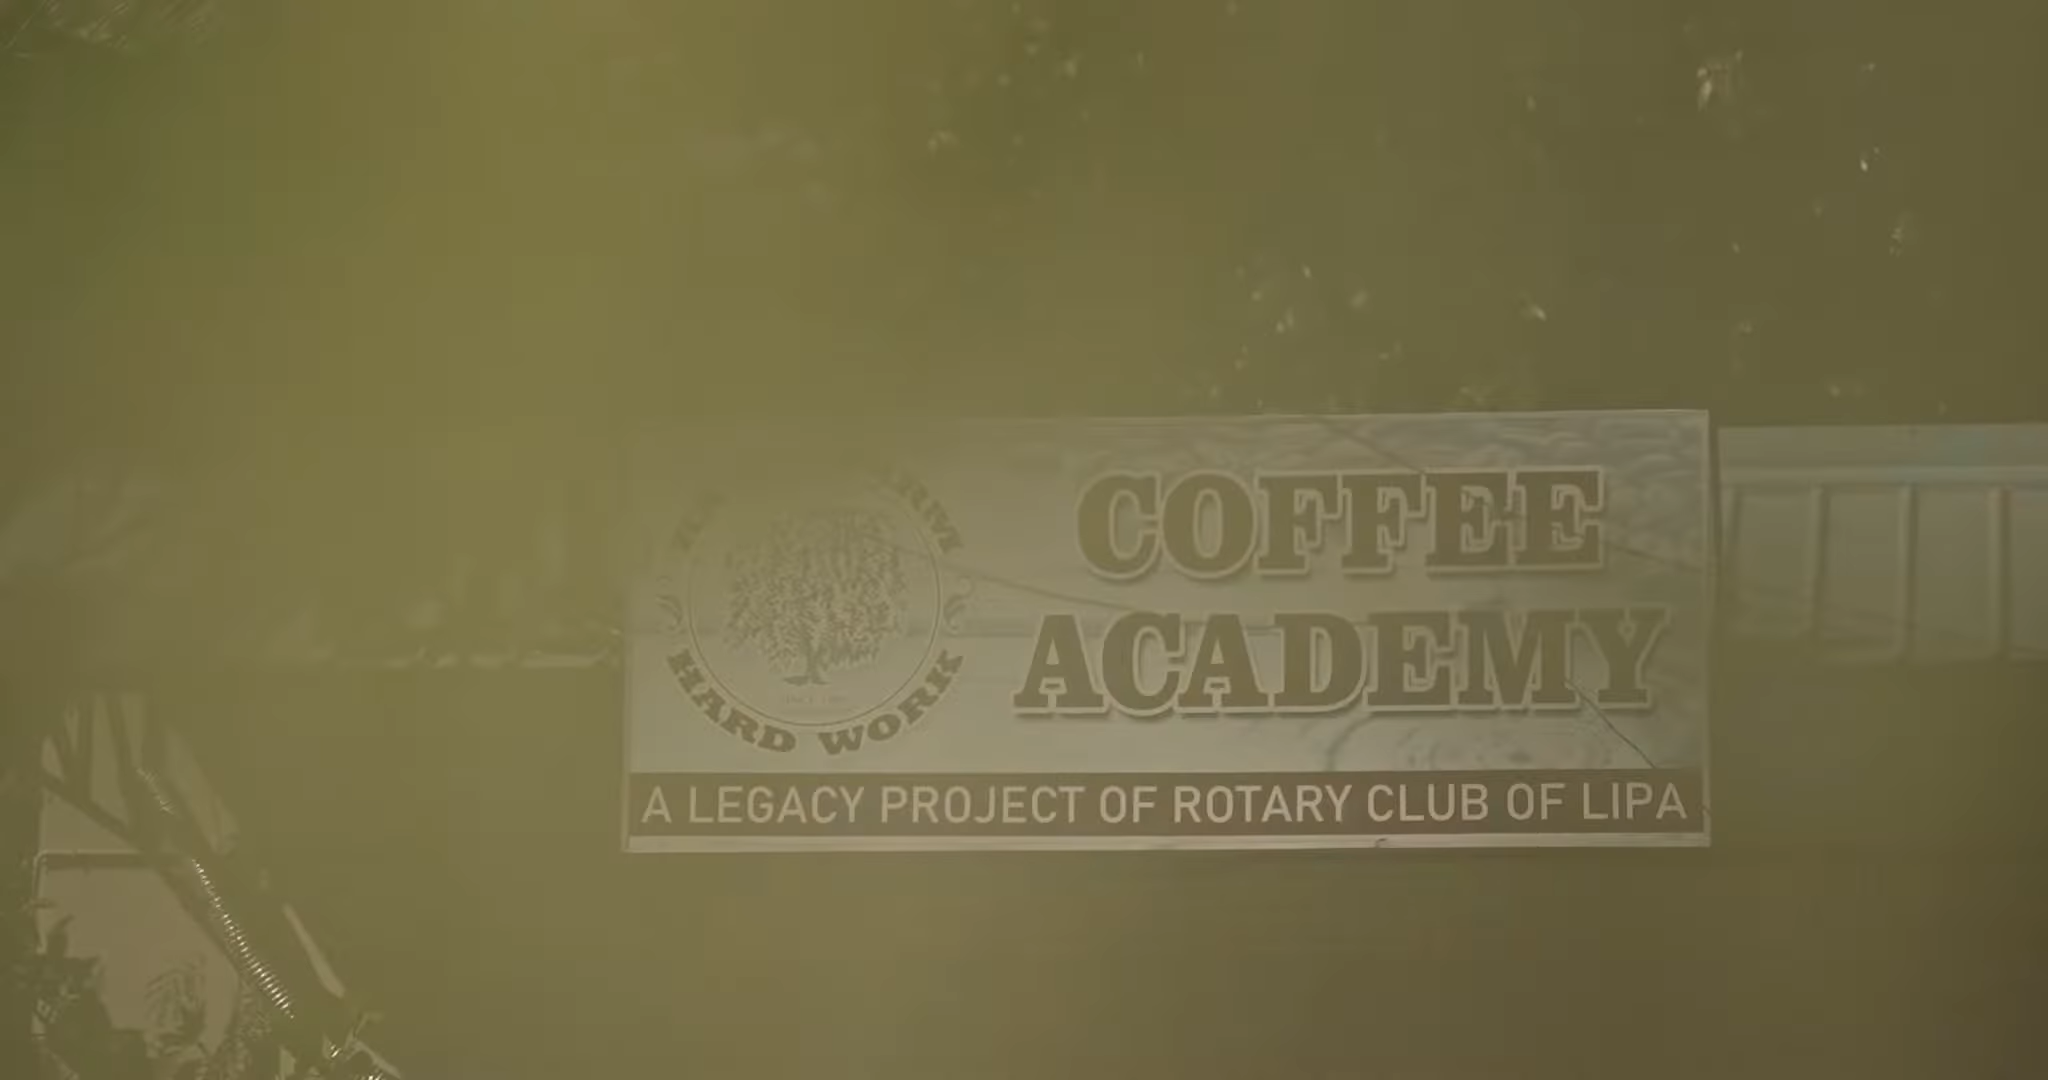 COFFEE
ACADEMY
HARD WORK
A LEGACY PROJECT OF ROTARY CLUB OF LIPA